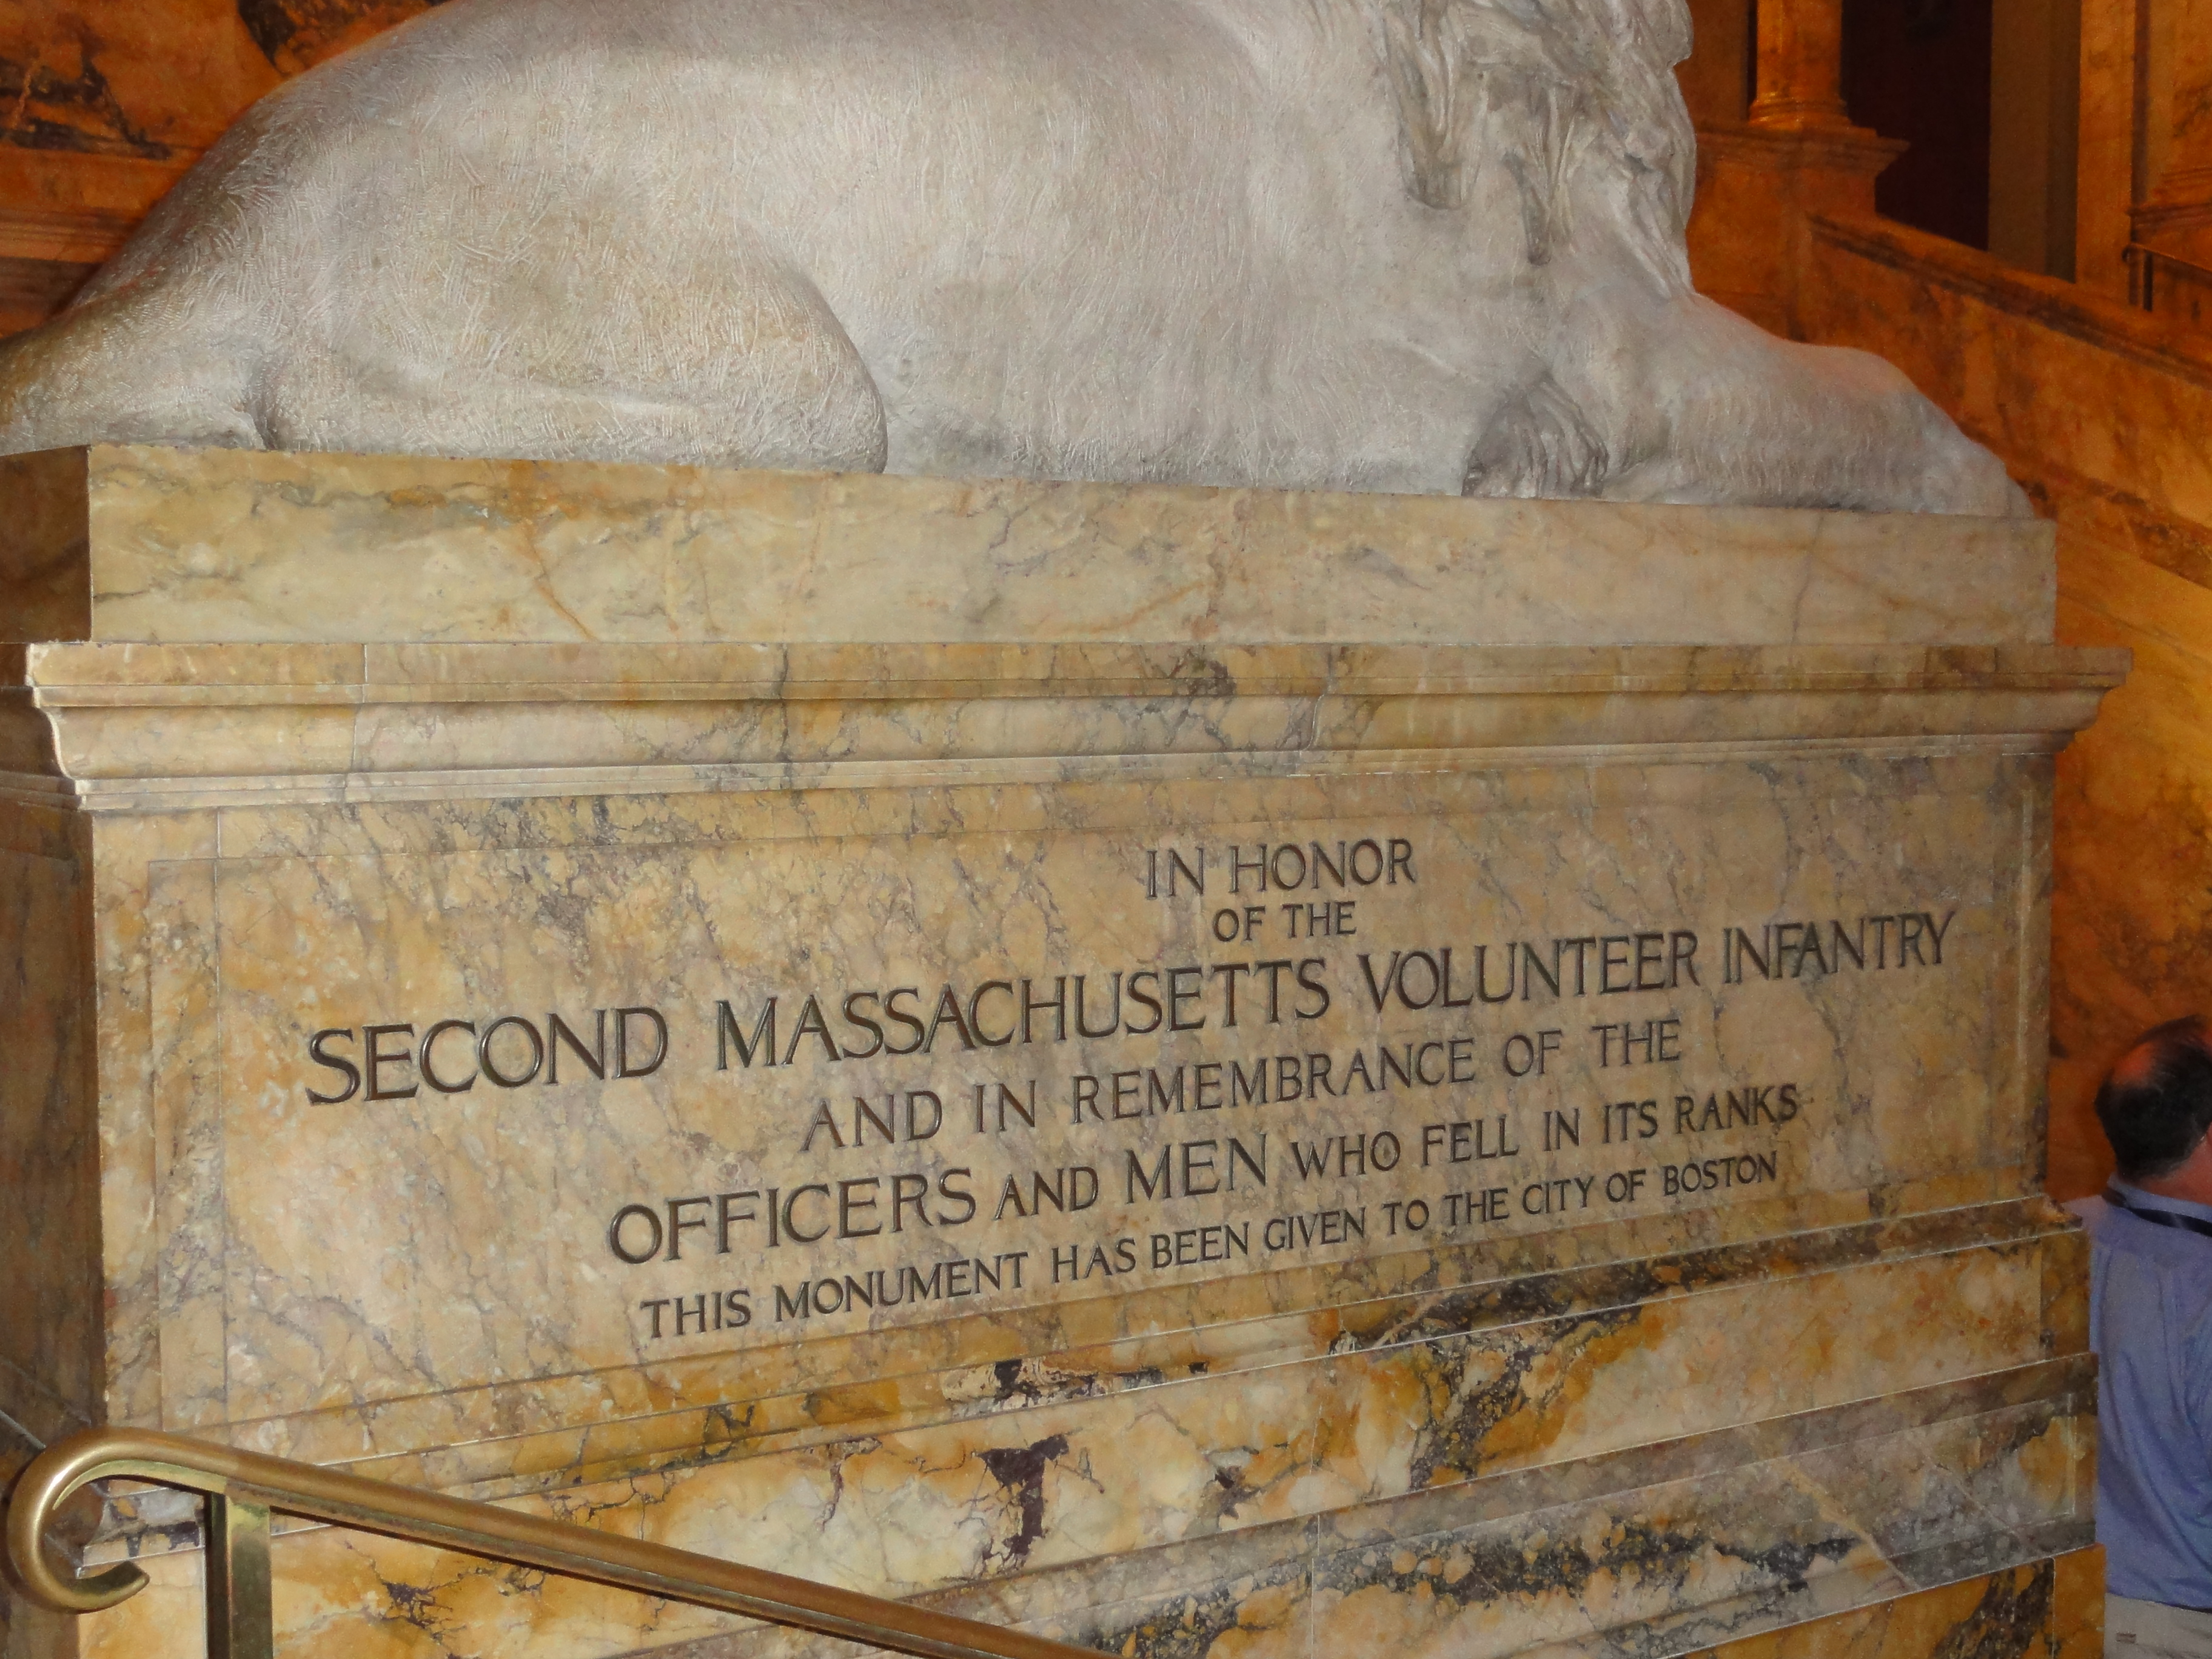 IN HONOR
OF THE
SECOND MASSACHUSETTS VOLUNTEER INFANTRY
AND IN REMEMBRANCE OF THE
OFFICERS AND MEN WHO FELL IN ITS RANKS
THIS MONUMENT HAS BEEN GIVEN TO THE CITY OF BOSTON